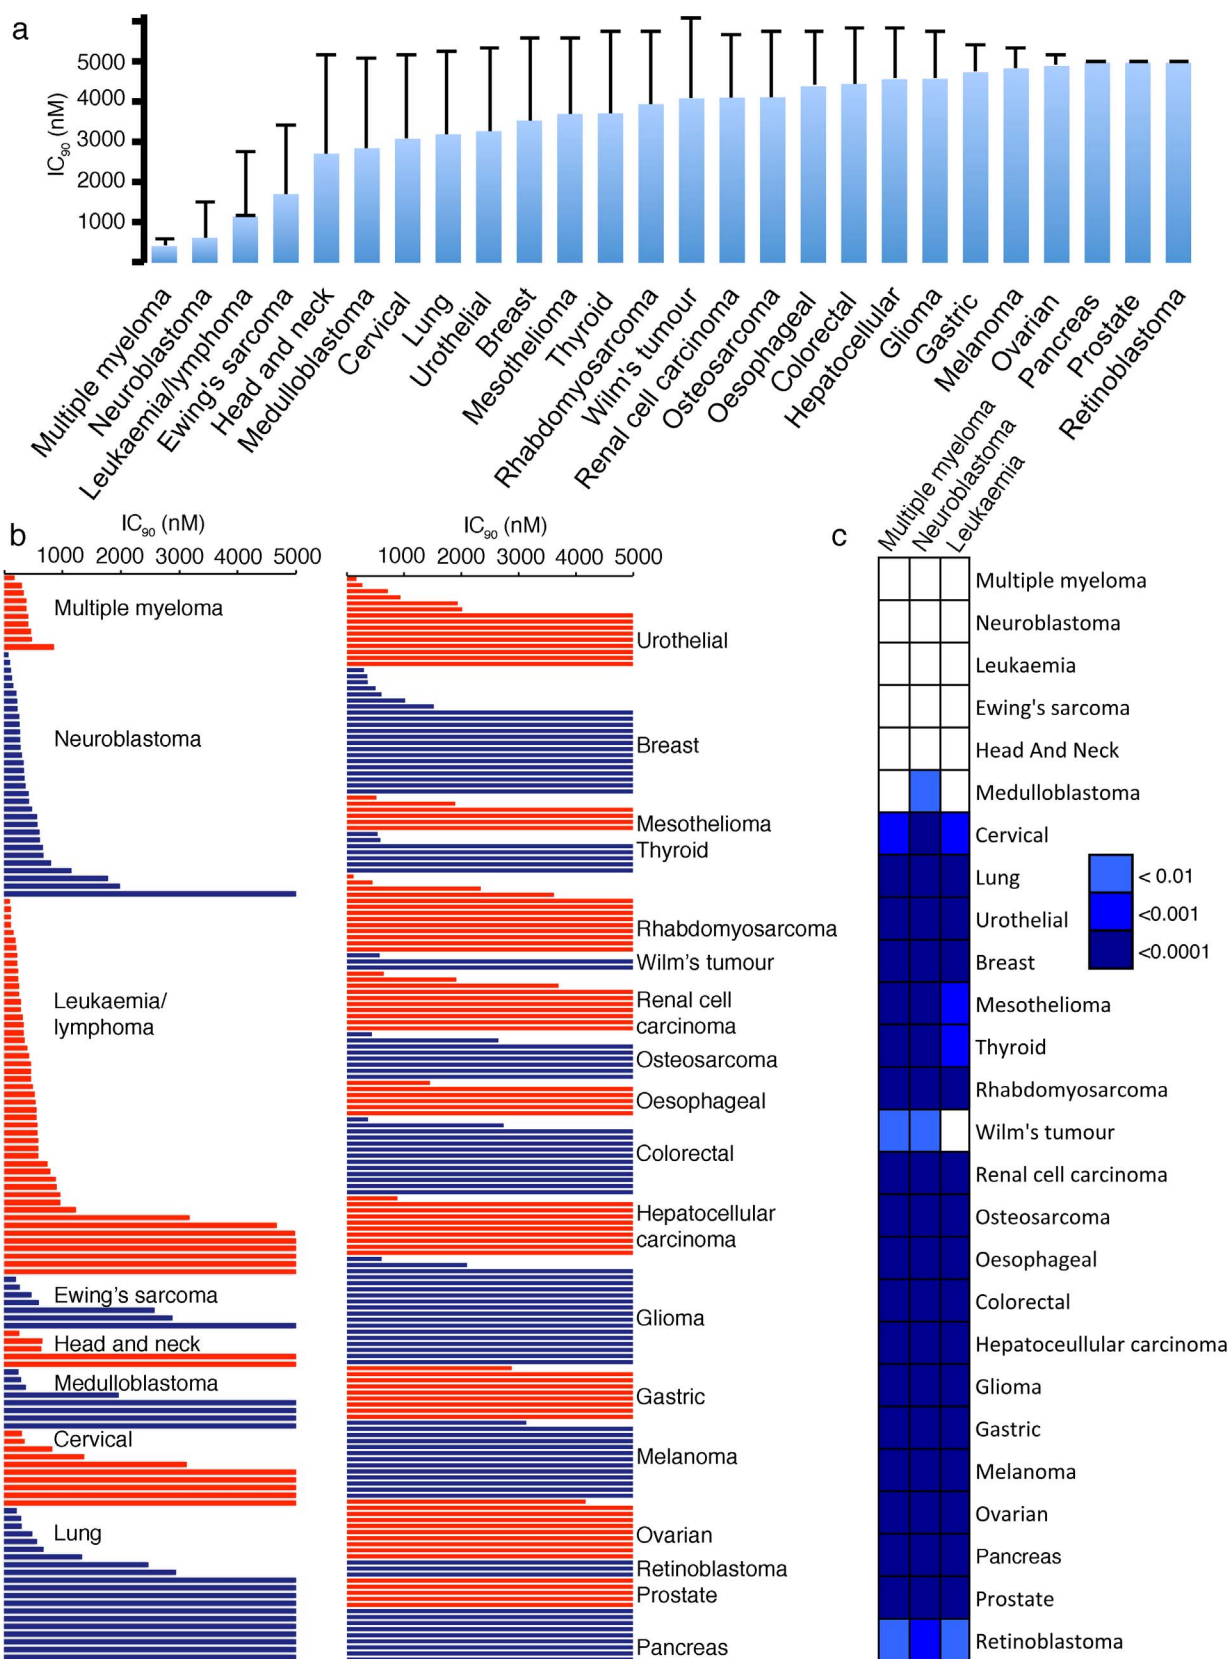 a
IC90 (nM)
5000
4000
3000
2000
1000
Multiple myeloma
Neuroblastoma
Leukaemia/lymphoma
Ewing's sarcoma
Head and neck
Medulloblastoma
Cervical
Lung
Urothelial
Breast
Mesothelioma
Thyroid
Rhabdomyosarcoma
Wilm's tumour
Renal cell carcinoma
Osteosarcoma
Oesophageal
Colorectal
Hepatocellular
Glioma
Gastric
Melanoma
Ovarian
Pancreas
Prostate
Retinoblastoma
b
IC90 (nM)
1000 2000 3000 4000 5000
Multiple myeloma
Neuroblastoma
Leukaemia/
lymphoma
Ewing's sarcoma
Head and neck
Medulloblastoma
Cervical
Lung
IC90 (nM)
1000 2000 3000 4000 5000
Urothelial
Breast
Mesothelioma
Thyroid
Rhabdomyosarcoma
Wilm's tumour
Renal cell
carcinoma
Osteosarcoma
Oesophageal
Colorectal
Hepatocellular
carcinoma
Glioma
Gastric
Melanoma
Ovarian
Retinoblastoma
Prostate
Pancreas
c
Multiple myeloma
Neuroblastoma
Leukaemia
Multiple myeloma
Neuroblastoma
Leukaemia
Ewing's sarcoma
Head And Neck
Medulloblastoma
Cervical
Lung
Urothelial
Breast
Mesothelioma
Thyroid
Rhabdomyosarcoma
Wilm's tumour
Renal cell carcinoma
Osteosarcoma
Oesophageal
Colorectal
Hepatoceullular carcinoma
Glioma
Gastric
Melanoma
Ovarian
Pancreas
Prostate
Retinoblastoma
< 0.01
<0.001
<0.0001